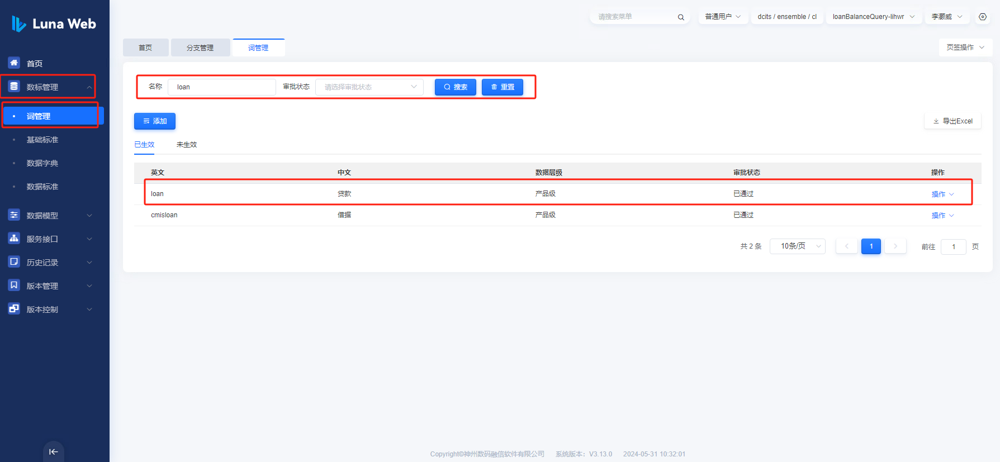 Luna Web
首页
数标管理
词管理
基础标准
数据字典
数据标准
数据模型
服务接口
历史记录
版本管理
版本控制
请搜索菜单
普通用户
dcits / ensemble / cl
loanBalanceQuery-lihwr
李灏威
首页
分支管理
词管理
页签操作
名称
loan
审批状态
请选择审批状态
搜索
重置
添加
导出Excel
已生效
未生效
英文 中文 数据层级 审批状态 操作
loan 贷款 产品级 已通过 操作
cmisloan 借据 产品级 已通过 操作
共 2 条 10条/页 1 前往 1 页
Copyright©神州数码融信软件有限公司 系统版本：V3.13.0 2024-05-31 10:32:01